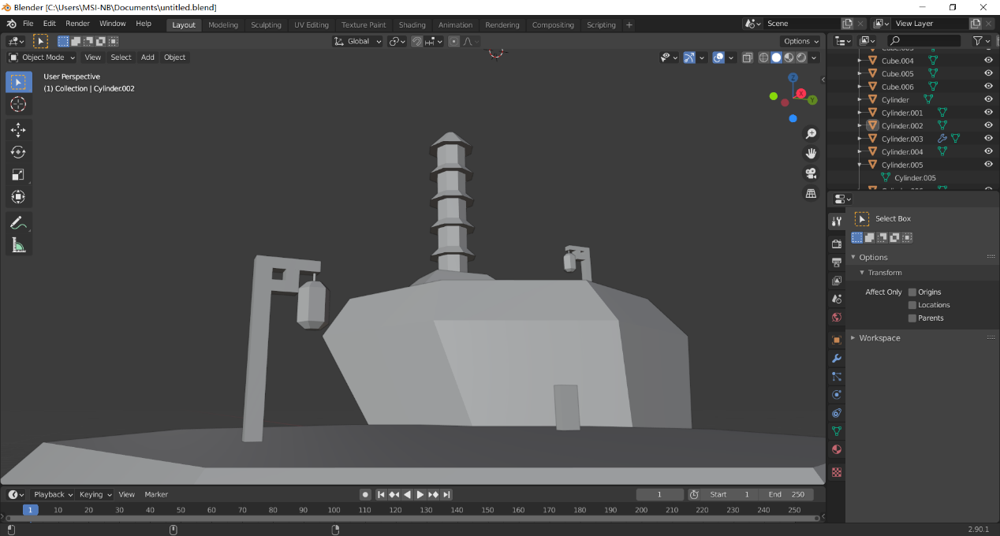 Blender [C:\Users\MSI-NB\Documents\untitled.blend]
File Edit Render Window Help Layout Modeling Sculpting UV Editing Texture Paint Shading Animation Rendering Compositing Scripting + Scene View Layer
Global Options
Object Mode View Select Add Object
User Perspective
(1) Collection | Cylinder.002
Z
X
Y
Cube.003
Cube.004
Cube.005
Cube.006
Cylinder
Cylinder.001
Cylinder.002
Cylinder.003
Cylinder.004
Cylinder.005
Cylinder.005
Select Box
Options
Transform
Affect Only Origins
Locations
Parents
Workspace
Playback Keying View Marker 1 Start 1 End 250
1 10 20 30 40 50 60 70 80 90 100 110 120 130 140 150 160 170 180 190 200 210 220 230 240 250
2.90.1